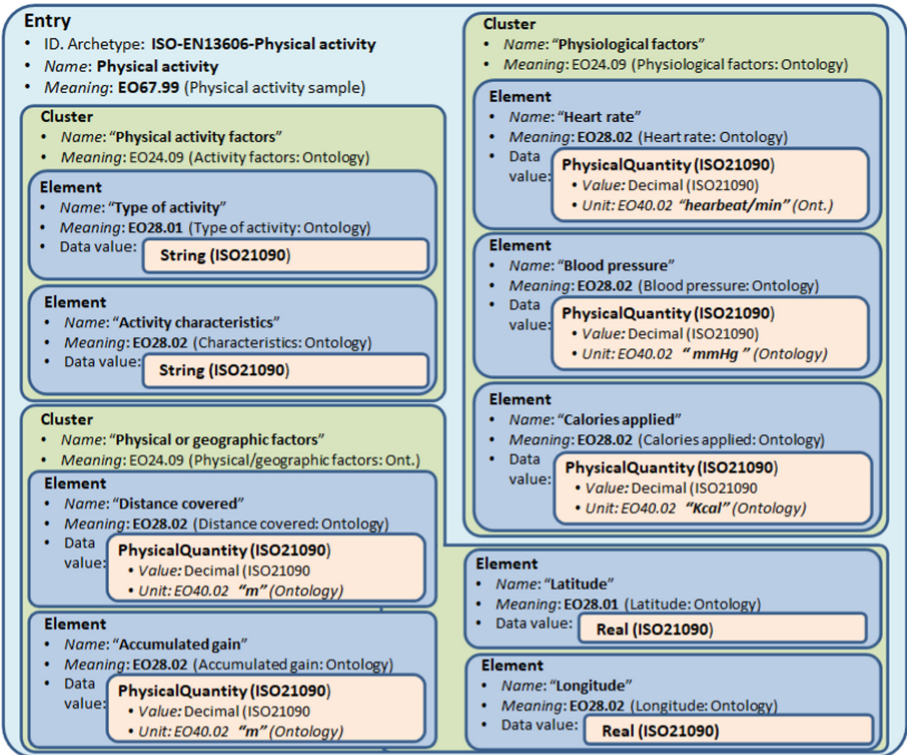 Entry
• ID. Archetype: ISO-EN13606-Physical activity
• Name: Physical activity
• Meaning: EO67.99 (Physical activity sample)
Cluster
• Name: “Physical activity factors”
• Meaning: EO24.09 (Activity factors: Ontology)
Element
• Name: “Type of activity”
• Meaning: EO28.01 (Type of activity: Ontology)
• Data value:
String (ISO21090)
Element
• Name: “Activity characteristics”
• Meaning: EO28.02 (Characteristics: Ontology)
• Data value:
String (ISO21090)
Cluster
• Name: “Physical or geographic factors”
• Meaning: EO24.09 (Physical/geographic factors: Ont.)
Element
• Name: “Distance covered”
• Meaning: EO28.02 (Distance covered: Ontology)
• Data
value:
PhysicalQuantity (ISO21090)
• Value: Decimal (ISO21090
• Unit: EO40.02 “m” (Ontology)
Element
• Name: “Accumulated gain”
• Meaning: EO28.02 (Accumulated gain: Ontology)
• Data
value:
PhysicalQuantity (ISO21090)
• Value: Decimal (ISO21090
• Unit: EO40.02 “m” (Ontology)
Cluster
• Name: “Physiological factors”
• Meaning: EO24.09 (Physiological factors: Ontology)
Element
• Name: “Heart rate”
• Meaning: EO28.02 (Heart rate: Ontology)
• Data
value:
PhysicalQuantity (ISO21090)
• Value: Decimal (ISO21090)
• Unit: EO40.02 “hearbeat/min” (Ont.)
Element
• Name: “Blood pressure”
• Meaning: EO28.02 (Blood pressure: Ontology)
• Data
value:
PhysicalQuantity (ISO21090)
• Value: Decimal (ISO21090)
• Unit: EO40.02 “ mmHg ” (Ontology)
Element
• Name: “Calories applied”
• Meaning: EO28.02 (Calories applied: Ontology)
• Data
value:
PhysicalQuantity (ISO21090)
• Value: Decimal (ISO21090
• Unit: EO40.02 “Kcal” (Ontology)
Element
• Name: “Latitude”
• Meaning: EO28.01 (Latitude: Ontology)
• Data value:
Real (ISO21090)
Element
• Name: “Longitude”
• Meaning: EO28.02 (Longitude: Ontology)
• Data value:
Real (ISO21090)